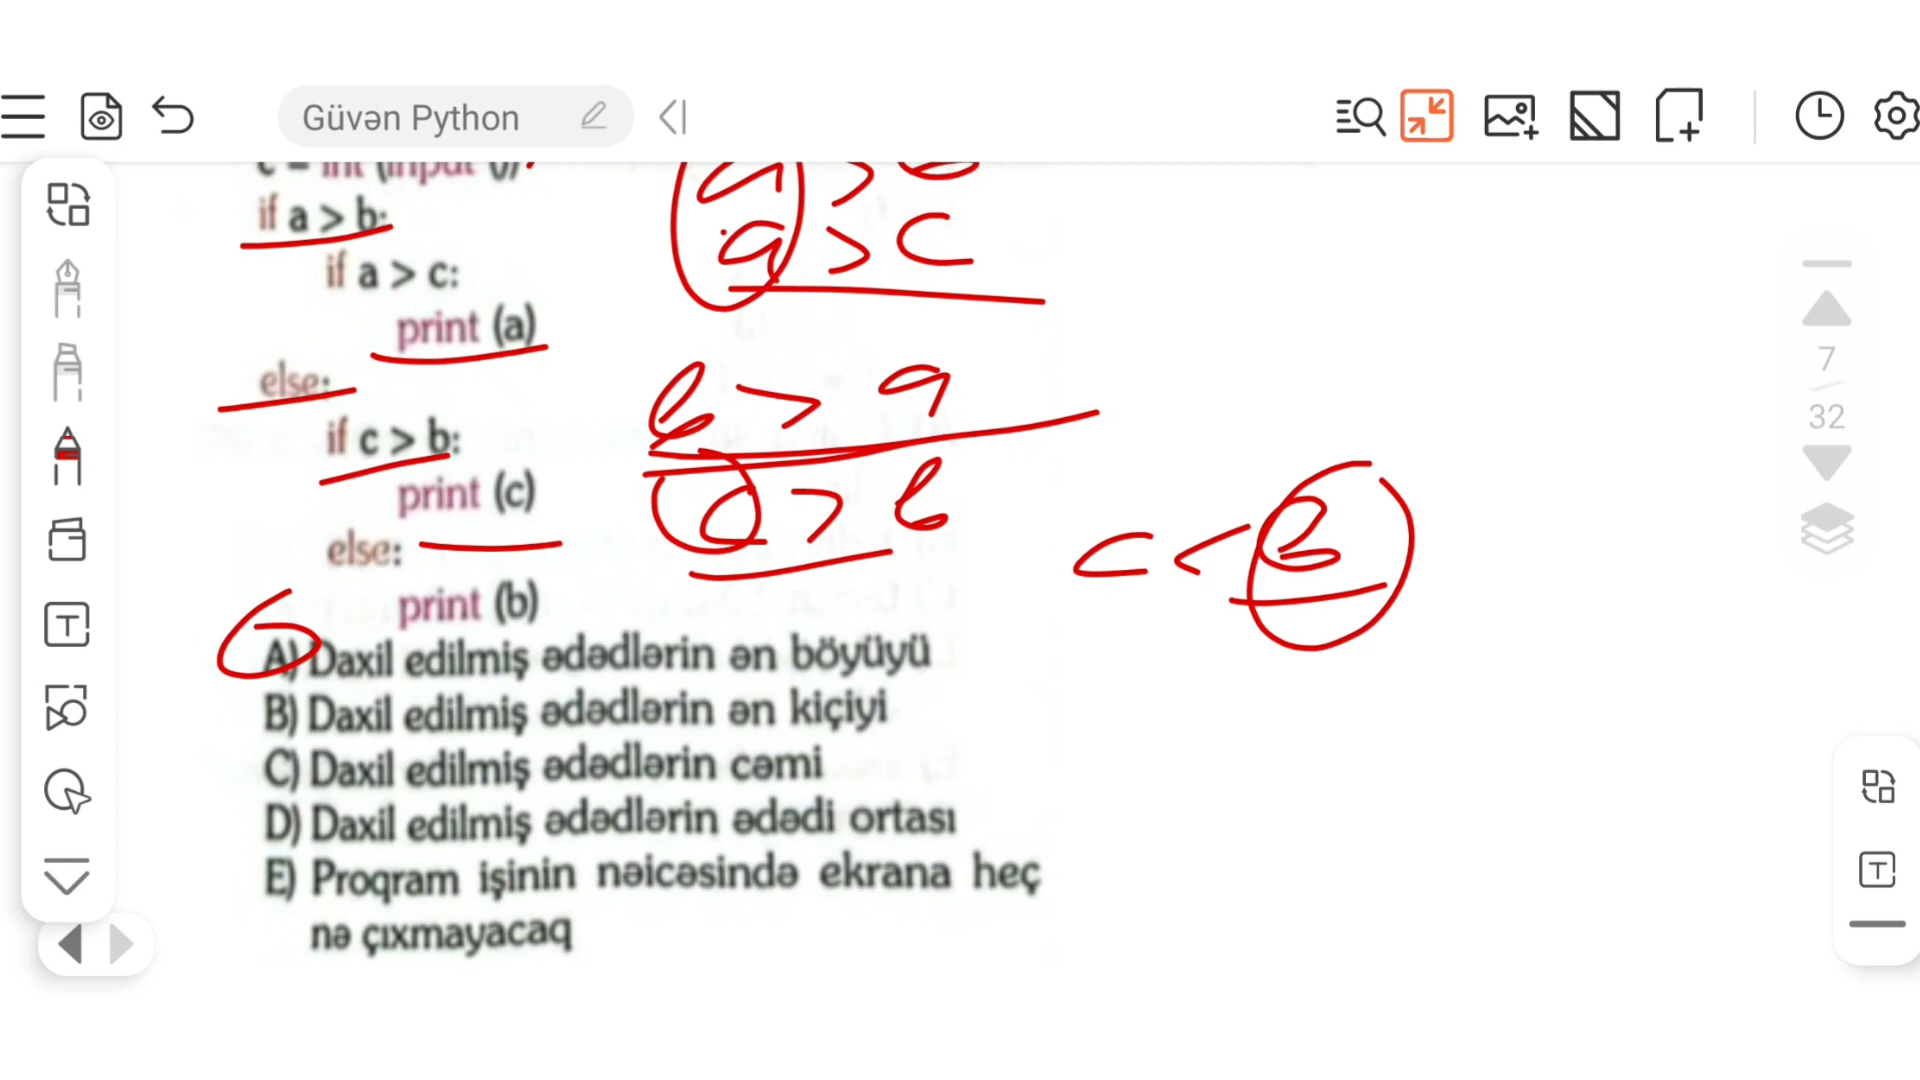 Güvən Python
c = int (input ())
if a > b:
if a > c:
print (a)
else:
if c > b:
print (c)
else:
print (b)
A) Daxil edilmiş ədədlərin ən böyüyü
B) Daxil edilmiş ədədlərin ən kiçiyi
C) Daxil edilmiş ədədlərin cəmi
D) Daxil edilmiş ədədlərin ədədi ortası
E) Proqram işinin nəicəsində ekrana heç
nə çıxmayacaq
a > c
b > a
c > b
c < b
7
32